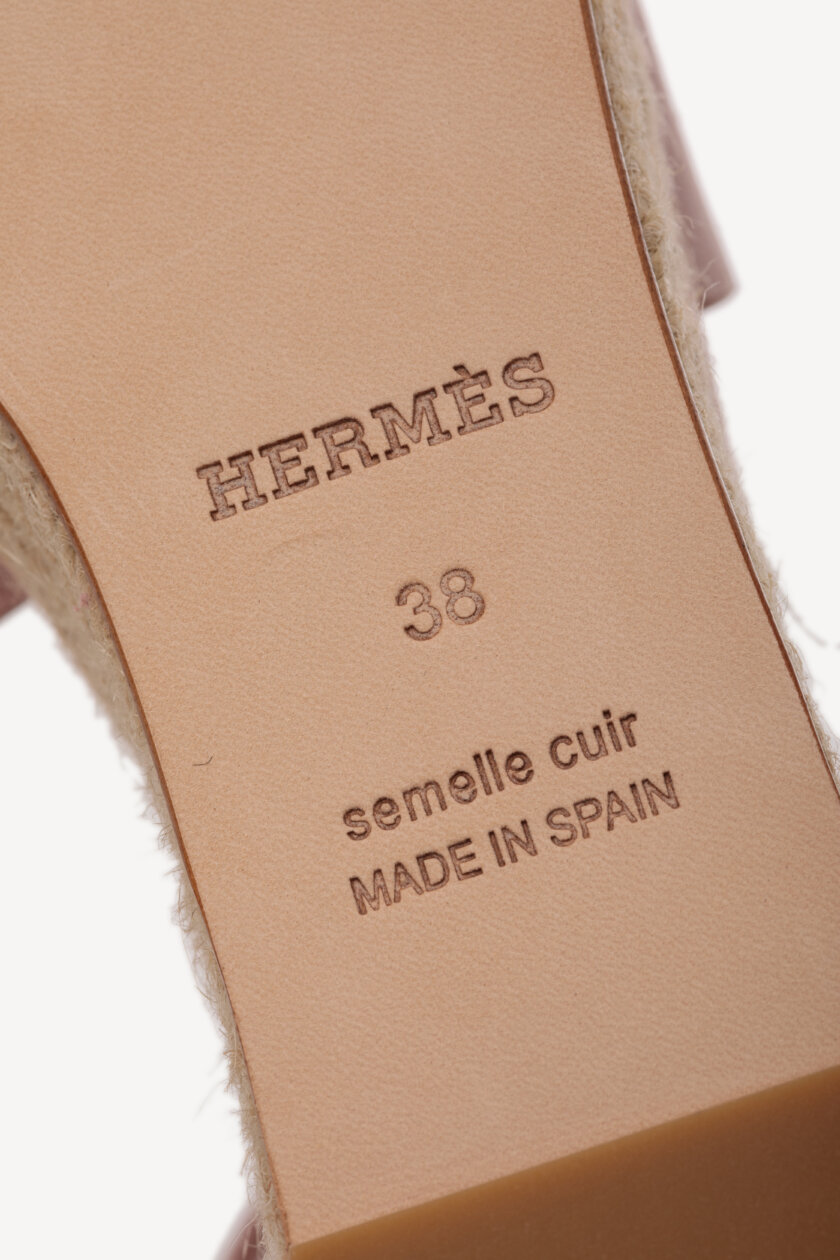 HERMÈS
38
semelle cuir
MADE IN SPAIN